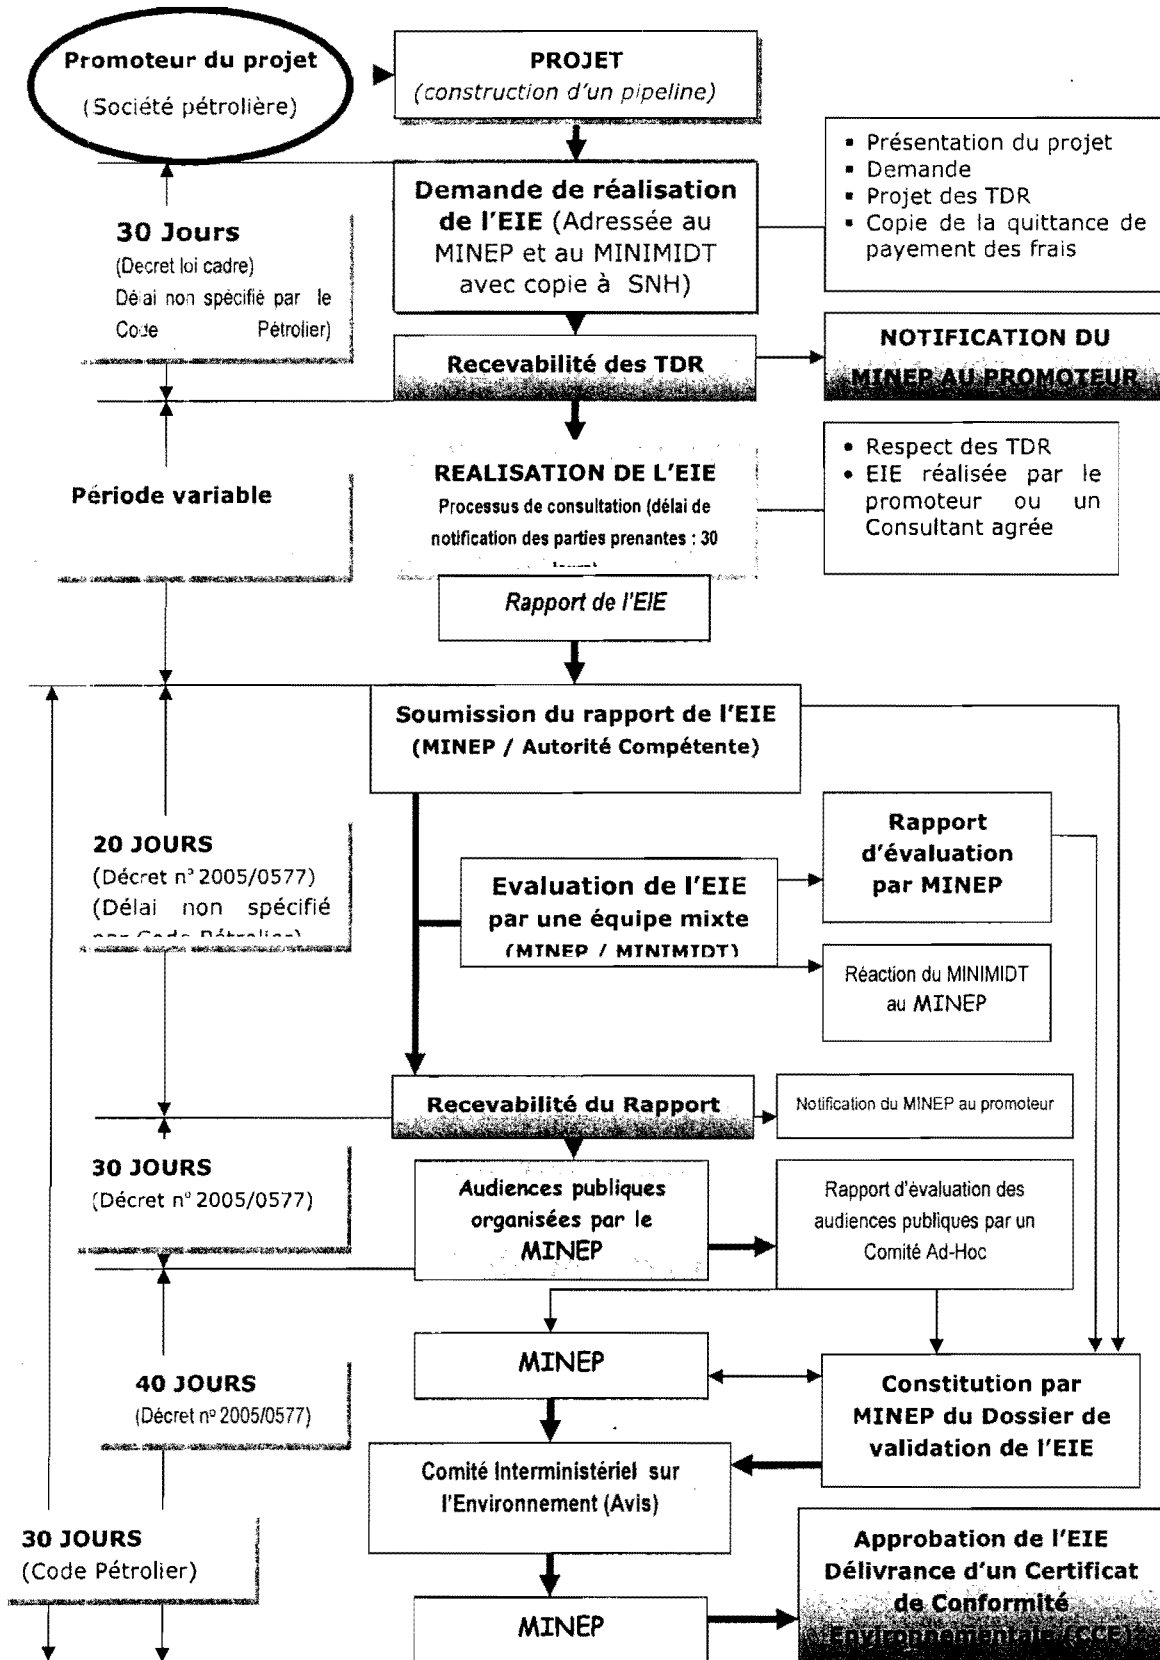 Promoteur du projet
(Société pétrolière)
PROJET
(construction d'un pipeline)
Demande de réalisation
de l'EIE (Adressée au
MINEP et au MINIMIDT
avec copie à SNH)
▪ Présentation du projet
▪ Demande
▪ Projet des TDR
▪ Copie de la quittance de
payement des frais
30 Jours
(Decret loi cadre)
Délai non spécifié par le
Code Pétrolier)
Recevabilité des TDR
NOTIFICATION DU
MINEP AU PROMOTEUR
Période variable
REALISATION DE L'EIE
Processus de consultation (délai de
notification des parties prenantes : 30
• Respect des TDR
• EIE réalisée par le
promoteur ou un
Consultant agrée
Rapport de l'EIE
Soumission du rapport de l'EIE
(MINEP / Autorité Compétente)
20 JOURS
(Décret n° 2005/0577)
(Délai non spécifié
par Code Pétrolier)
Evaluation de l'EIE
par une équipe mixte
(MINEP / MINIMIDT)
Rapport
d'évaluation
par MINEP
Réaction du MINIMIDT
au MINEP
Recevabilité du Rapport
Notification du MINEP au promoteur
30 JOURS
(Décret n° 2005/0577)
Audiences publiques
organisées par le
MINEP
Rapport d'évaluation des
audiences publiques par un
Comité Ad-Hoc
40 JOURS
(Décret n° 2005/0577)
MINEP
Constitution par
MINEP du Dossier de
validation de l'EIE
Comité Interministériel sur
l'Environnement (Avis)
30 JOURS
(Code Pétrolier)
MINEP
Approbation de l'EIE
Délivrance d'un Certificat
de Conformité
Environnementale (CCE)